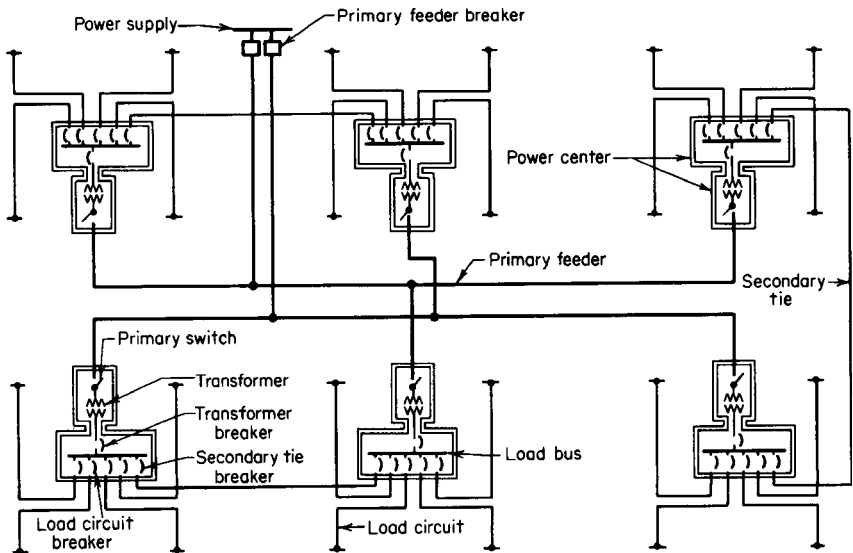 Power supply
Primary feeder breaker
Power center
Primary feeder
Secondary
tie
Primary switch
Transformer
Transformer
breaker
Secondary tie
breaker
Load bus
Load circuit
breaker
Load circuit